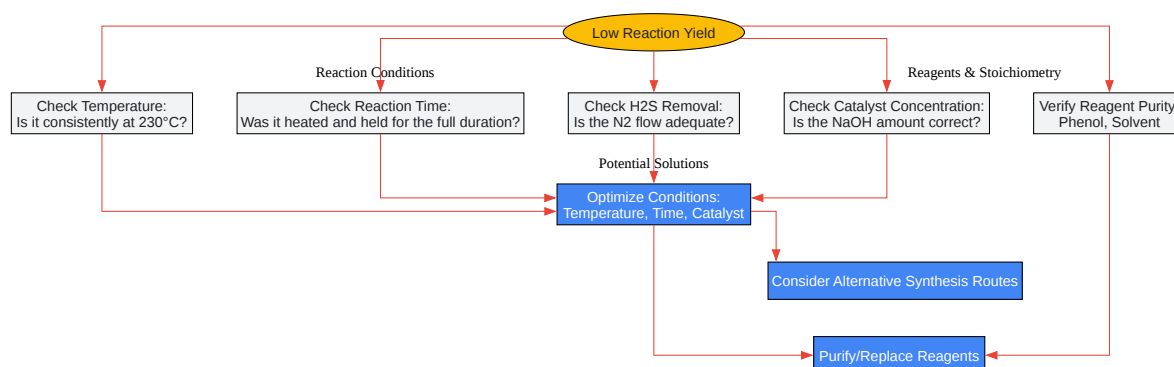 Low Reaction Yield
Reaction Conditions
Reagents & Stoichiometry
Check Temperature:
Is it consistently at 230°C?
Check Reaction Time:
Was it heated and held for the full duration?
Check H2S Removal:
Is the N2 flow adequate?
Check Catalyst Concentration:
Is the NaOH amount correct?
Verify Reagent Purity:
Phenol, Solvent
Potential Solutions
Optimize Conditions:
Temperature, Time, Catalyst
Consider Alternative Synthesis Routes
Purify/Replace Reagents